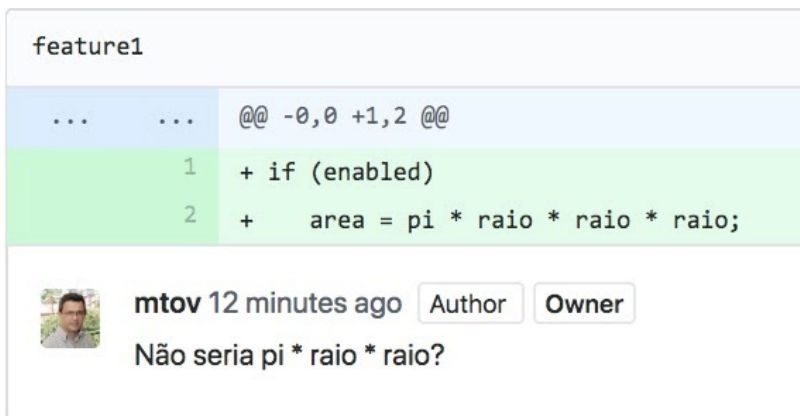 feature1
... ... @@ -0,0 +1,2 @@
1 + if (enabled)
2 +    area = pi * raio * raio * raio;
mtov 12 minutes ago Author Owner
Não seria pi * raio * raio?